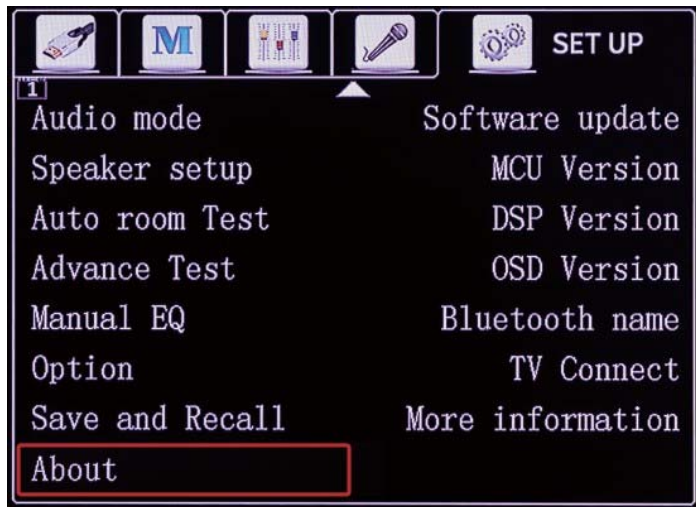 M
SET UP
1
Audio mode
Speaker setup
Auto room Test
Advance Test
Manual EQ
Option
Save and Recall
About
Software update
MCU Version
DSP Version
OSD Version
Bluetooth name
TV Connect
More information